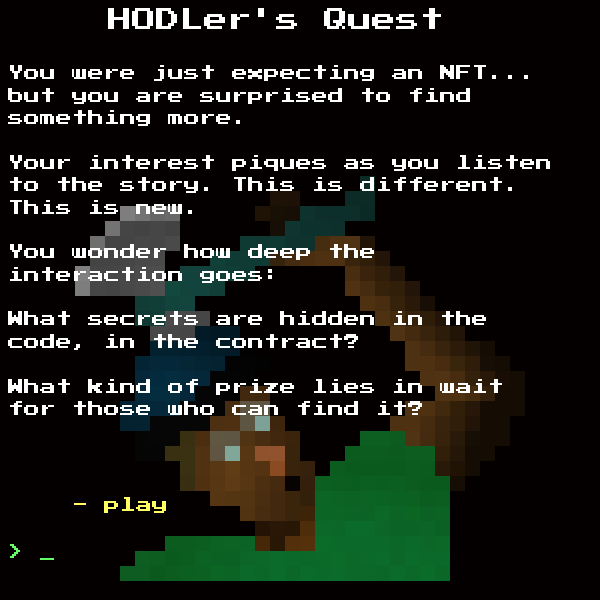 HODLer's Quest
You were just expecting an NFT...
but you are surprised to find
something more.
Your interest piques as you listen
to the story. This is different.
This is new.
You wonder how deep the
interaction goes:
What secrets are hidden in the
code, in the contract?
What kind of prize lies in wait
for those who can find it?
- play
> _